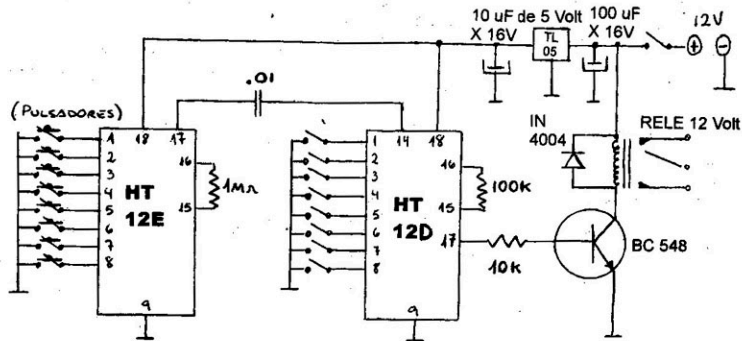 10 uF de 5 Volt 100 uF
X 16V X 16V
TL
05
12V
+ −
.01
(PULSADORES)
18 17
1
2
3
4
5
6
7
8
16
15
9
HT
12E
1MΩ
14 18
1
2
3
4
5
6
7
8
16
15
17
9
HT
12D
100K
10K
IN
4004
RELE 12 Volt
BC 548